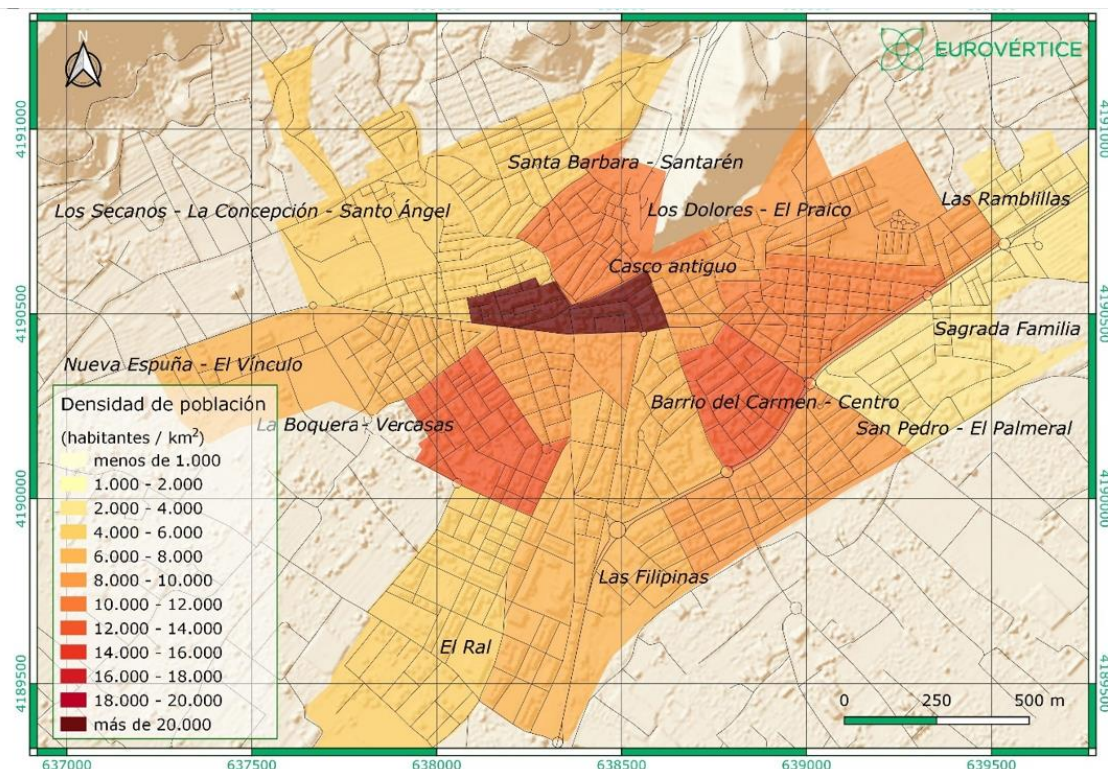 637000
637500
638000
638500
639000
639500
4191000
4191000
4190500
4190500
4190000
4190000
4189500
4189500
N
EUROVÉRTICE
Santa Barbara - Santarén
Los Secanos - La Concepción - Santo Ángel
Los Dolores - El Praico
Las Ramblillas
Casco antiguo
Sagrada Familia
Nueva Espuña - El Vínculo
Barrio del Carmen - Centro
La Boquera - Vercasas
San Pedro - El Palmeral
Las Filipinas
El Ral
Densidad de población
(habitantes / km²)
menos de 1.000
1.000 - 2.000
2.000 - 4.000
4.000 - 6.000
6.000 - 8.000
8.000 - 10.000
10.000 - 12.000
12.000 - 14.000
14.000 - 16.000
16.000 - 18.000
18.000 - 20.000
más de 20.000
0 250 500 m